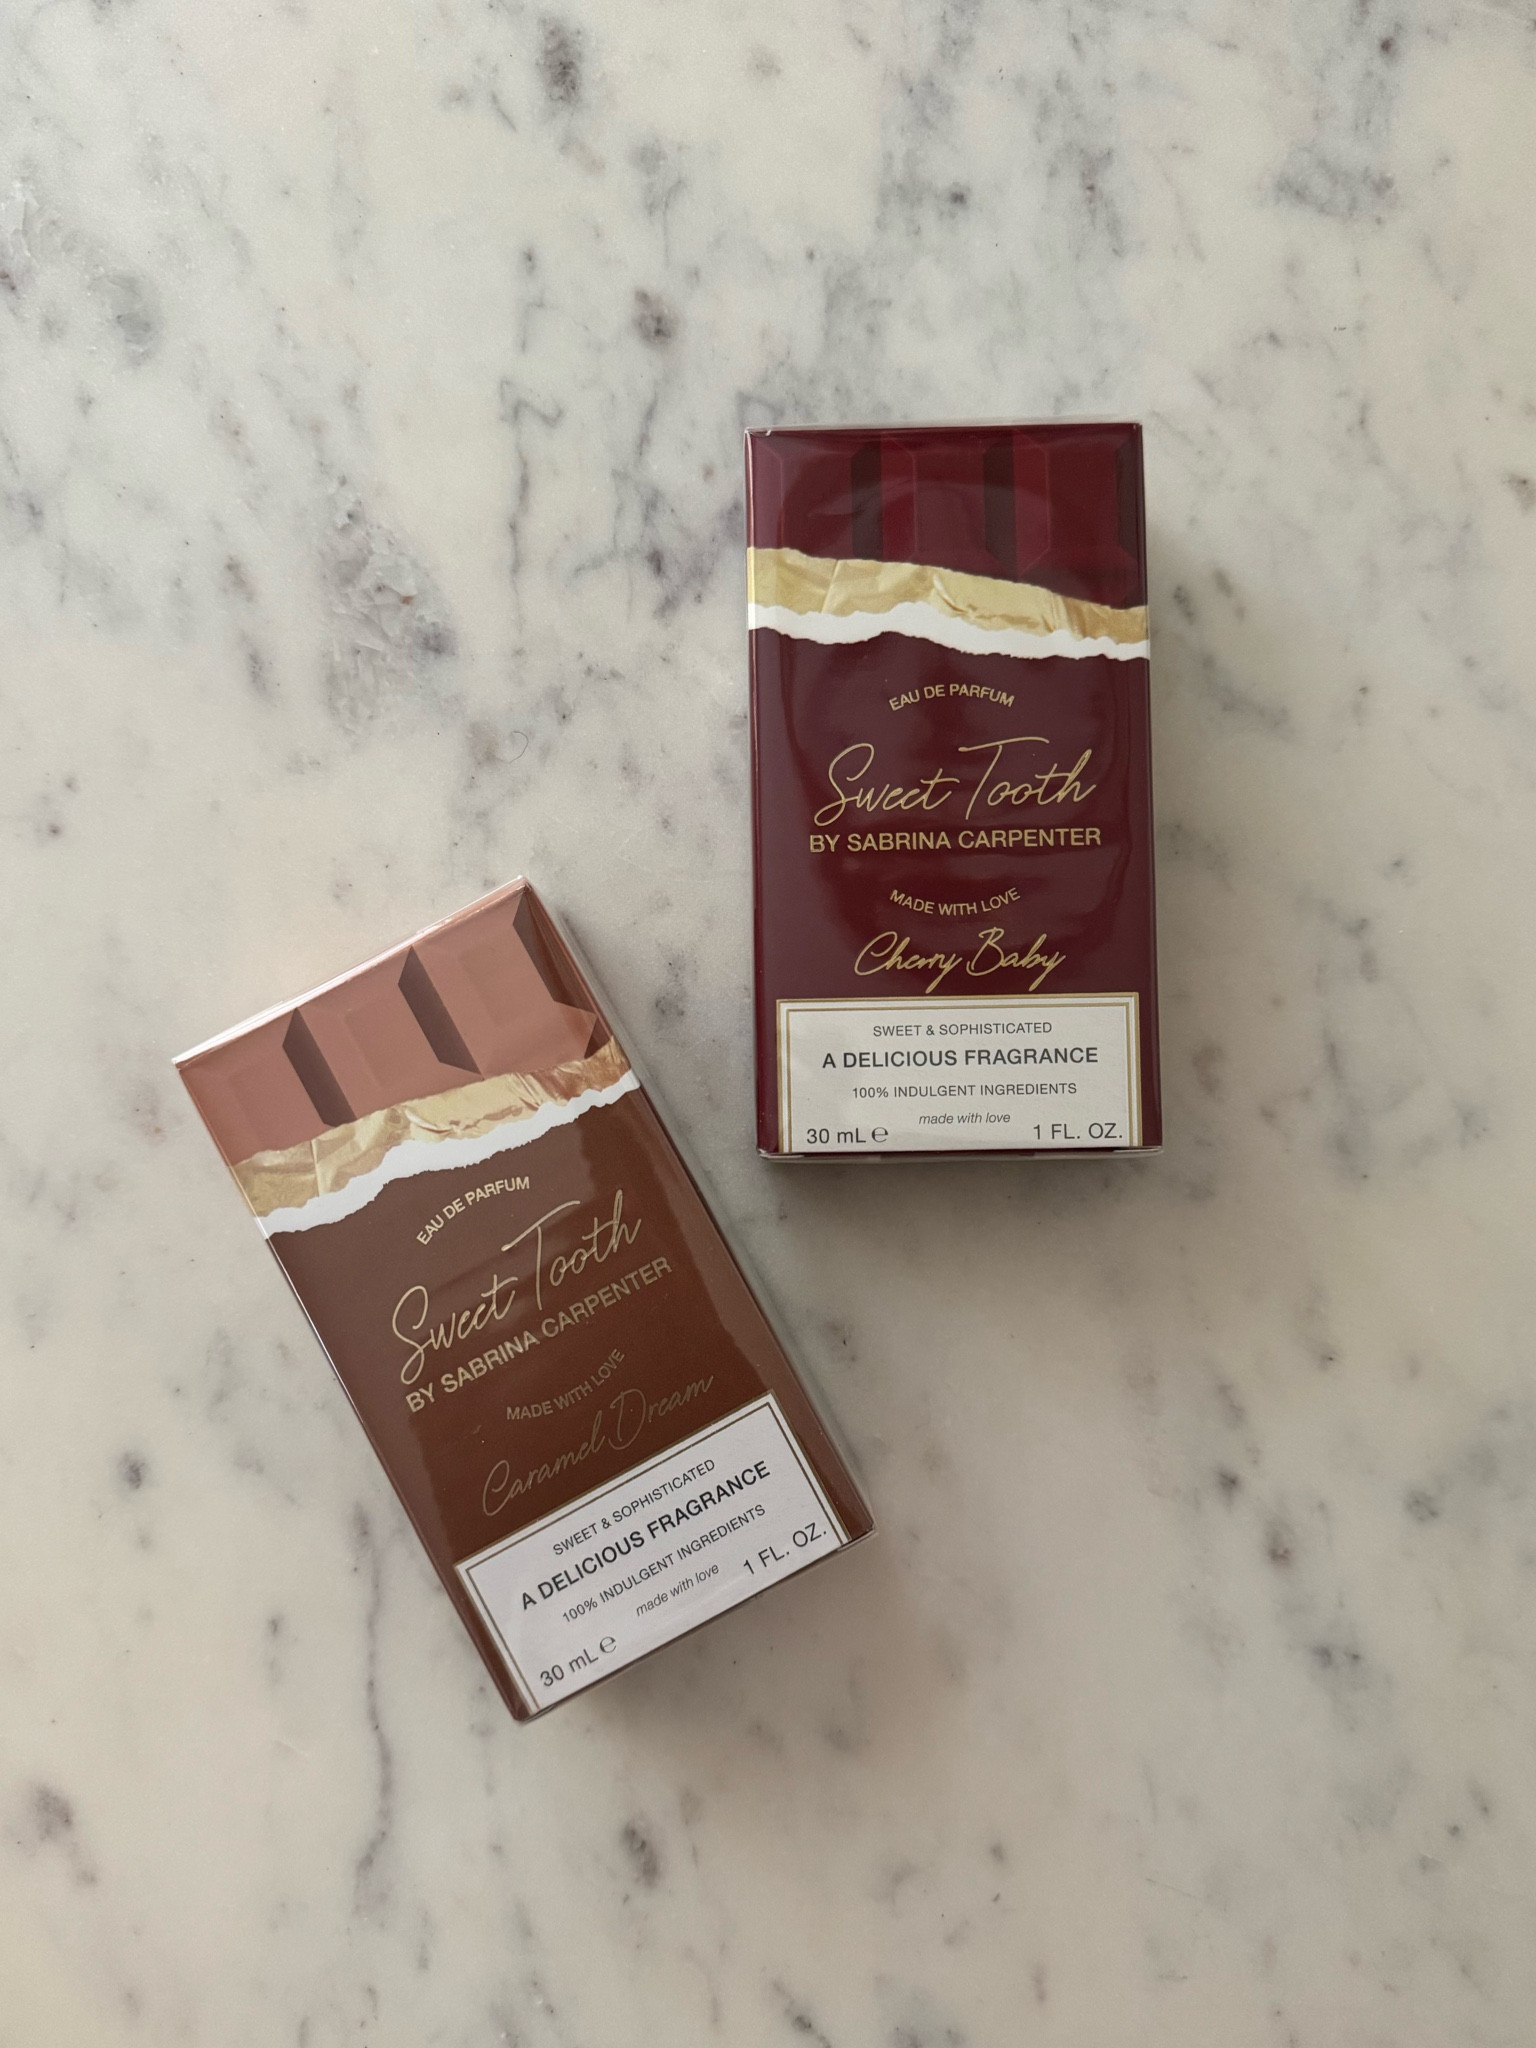 EAU DE PARFUM
Sweet Tooth
BY SABRINA CARPENTER
MADE WITH LOVE
Cherry Baby
SWEET & SOPHISTICATED
A DELICIOUS FRAGRANCE
100% INDULGENT INGREDIENTS
made with love
30 mL ℮ 1 FL. OZ.
EAU DE PARFUM
Sweet Tooth
BY SABRINA CARPENTER
MADE WITH LOVE
Caramel Dream
SWEET & SOPHISTICATED
A DELICIOUS FRAGRANCE
100% INDULGENT INGREDIENTS
made with love
30 mL ℮ 1 FL. OZ.